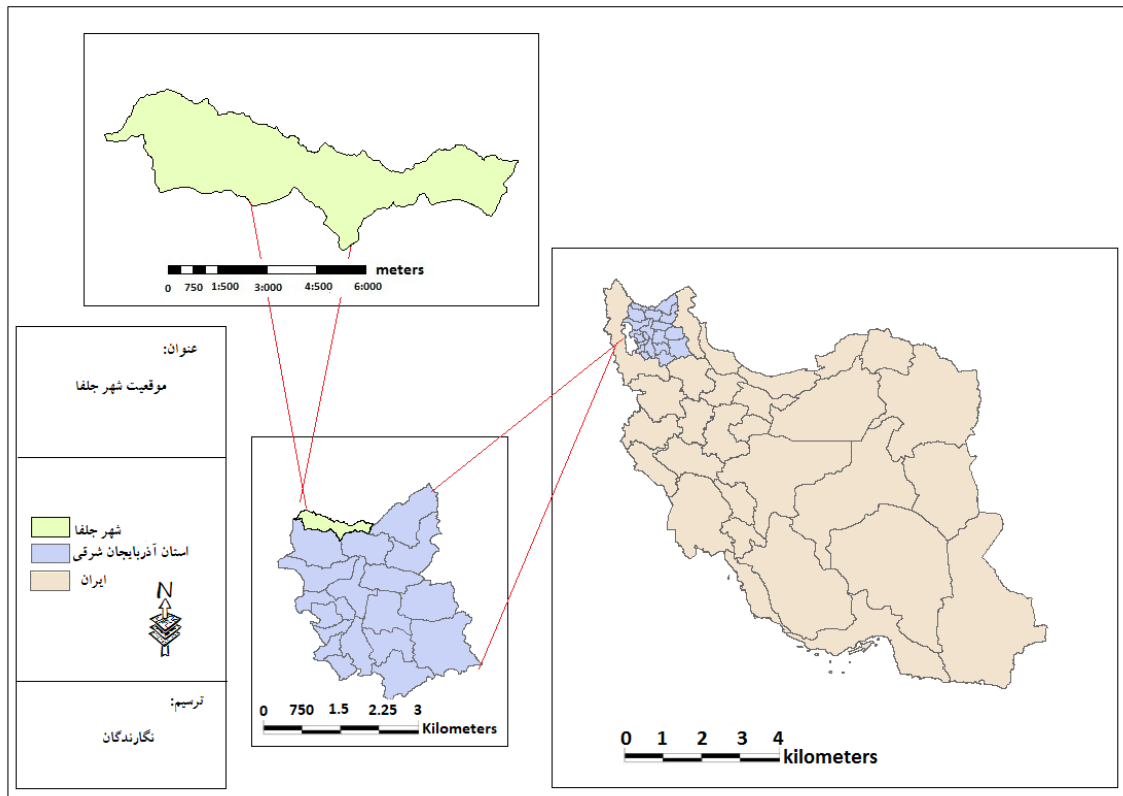 meters
0 750 1:500 3:000 4:500 6:000
عنوان:
موقعیت شهر جلفا
شهر جلفا
استان آذربایجان شرقی
ایران
N
ترسیم:
نگارندگان
0 750 1.5 2.25 3
Kilometers
0 1 2 3 4
kilometers